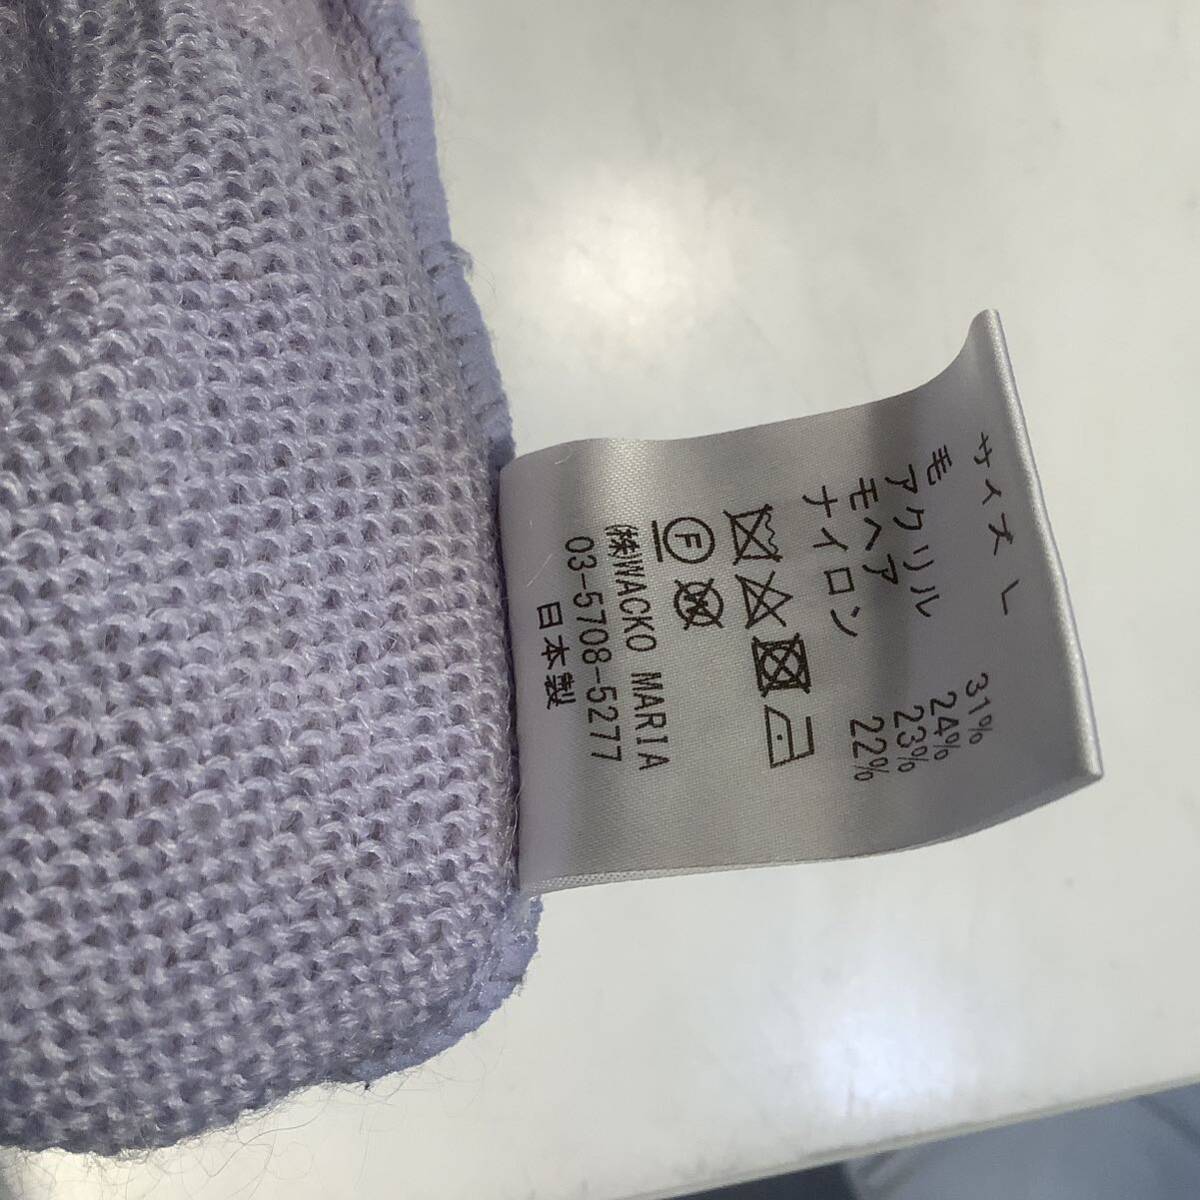 サイズ L
毛 31%
アクリル 24%
モヘア 23%
ナイロン 22%
F
W
㈱WACKO MARIA
03-5708-5277
日本製